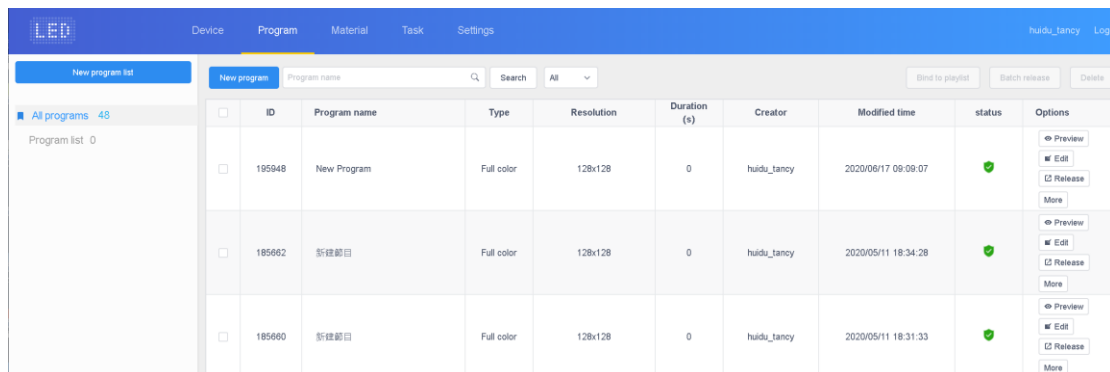 LED Device Program Material Task Settings huidu_tancy Log
New program list New program Program name Search All Bind to playlist Batch release Delete
All programs 48
Program list 0
ID Program name Type Resolution Duration (s) Creator Modified time status Options
195948 New Program Full color 128x128 0 huidu_tancy 2020/06/17 09:09:07
Preview
Edit
Release
More
185662 新建節目 Full color 128x128 0 huidu_tancy 2020/05/11 18:34:28
Preview
Edit
Release
More
185660 新建節目 Full color 128x128 0 huidu_tancy 2020/05/11 18:31:33
Preview
Edit
Release
More